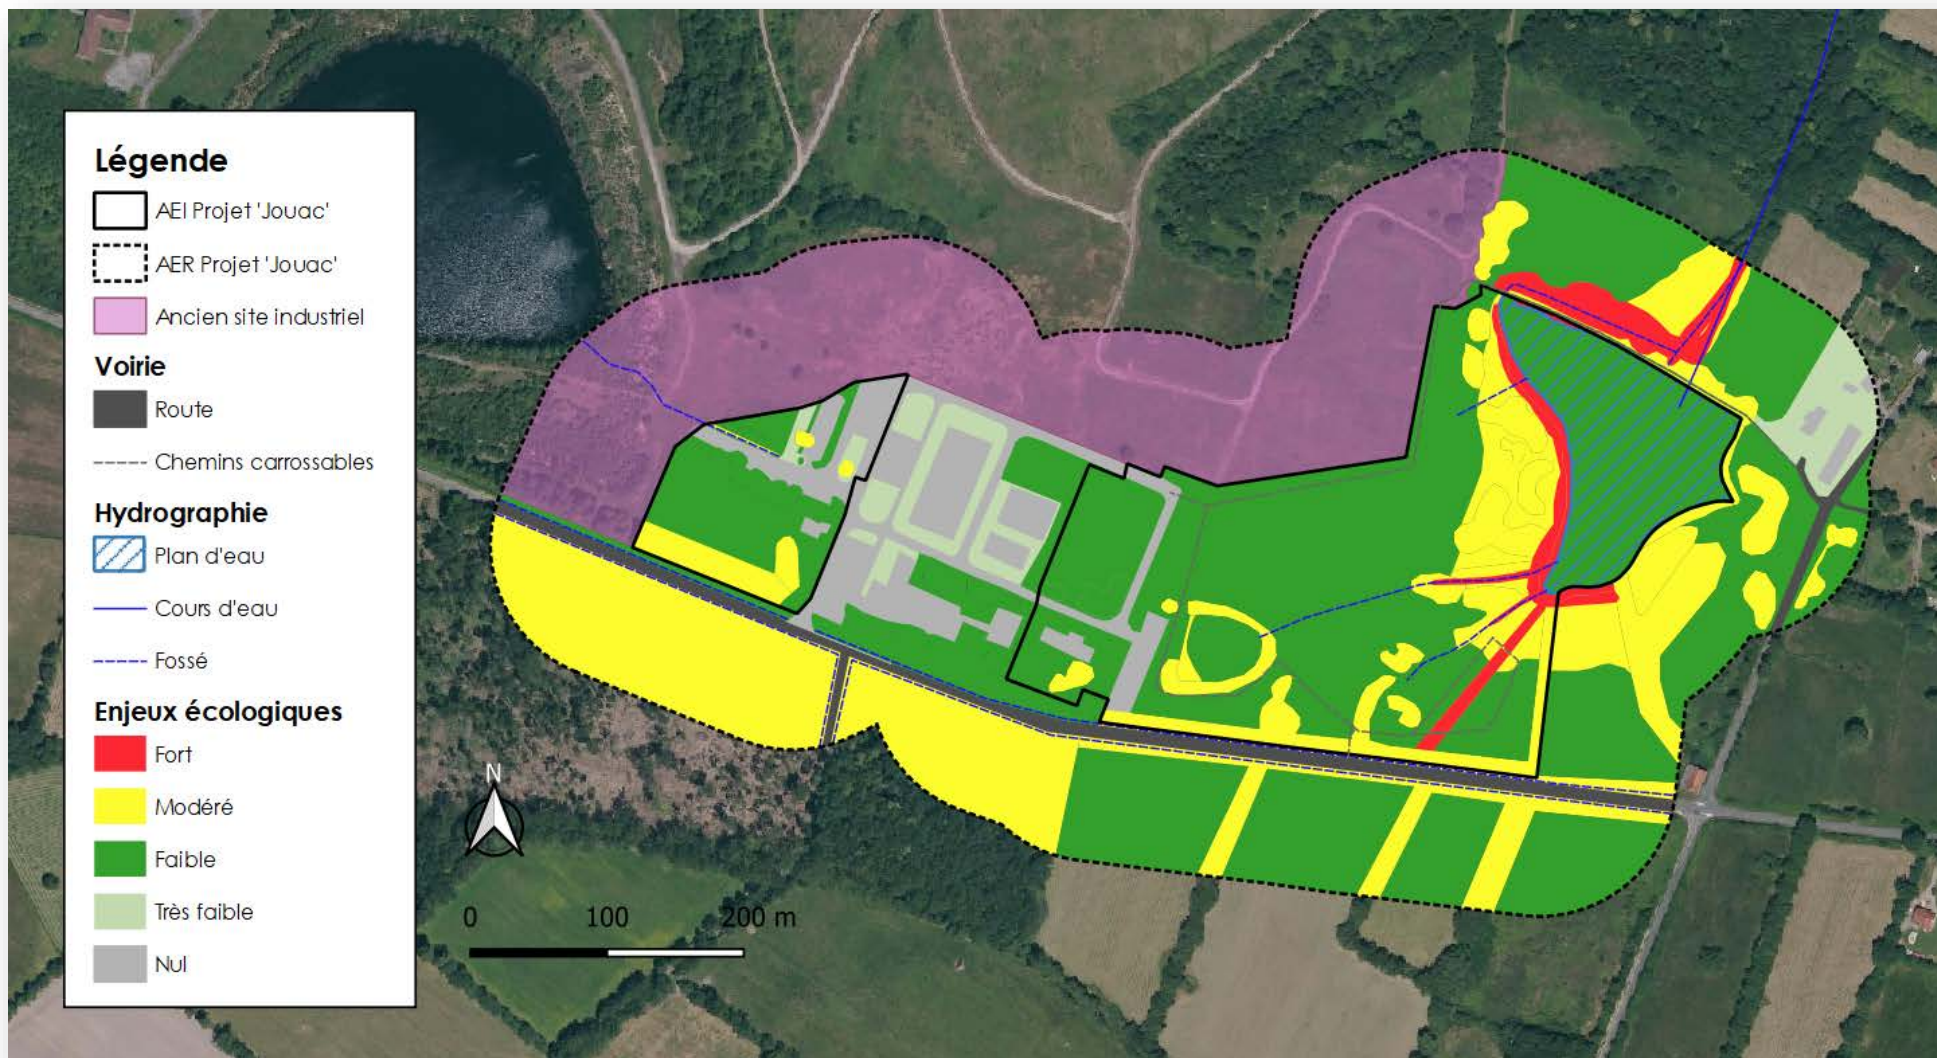 Légende
AEI Projet 'Jouac'
AER Projet 'Jouac'
Ancien site industriel
Voirie
Route
Chemins carrossables
Hydrographie
Plan d'eau
Cours d'eau
Fossé
Enjeux écologiques
Fort
Modéré
Faible
Très faible
Nul
N
0 100 200 m